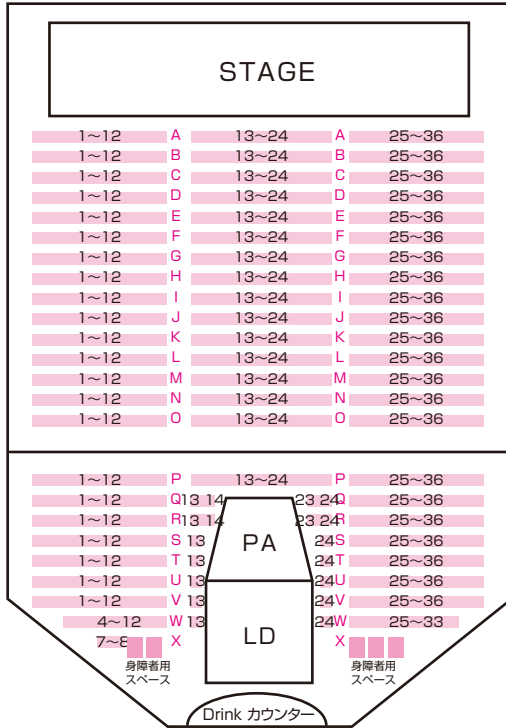 STAGE
1~12 A 13~24 A 25~36
1~12 B 13~24 B 25~36
1~12 C 13~24 C 25~36
1~12 D 13~24 D 25~36
1~12 E 13~24 E 25~36
1~12 F 13~24 F 25~36
1~12 G 13~24 G 25~36
1~12 H 13~24 H 25~36
1~12 I 13~24 I 25~36
1~12 J 13~24 J 25~36
1~12 K 13~24 K 25~36
1~12 L 13~24 L 25~36
1~12 M 13~24 M 25~36
1~12 N 13~24 N 25~36
1~12 O 13~24 O 25~36
1~12 P 13~24 P 25~36
1~12 Q 13 14 23 24 Q 25~36
1~12 R 13 14 23 24 R 25~36
1~12 S 13 24 S 25~36
PA
1~12 T 13 24 T 25~36
1~12 U 13 24 U 25~36
1~12 V 13 24 V 25~36
4~12 W 13 24 W 25~33
LD
7~8 X X
身障者用
スペース
身障者用
スペース
Drink カウンター